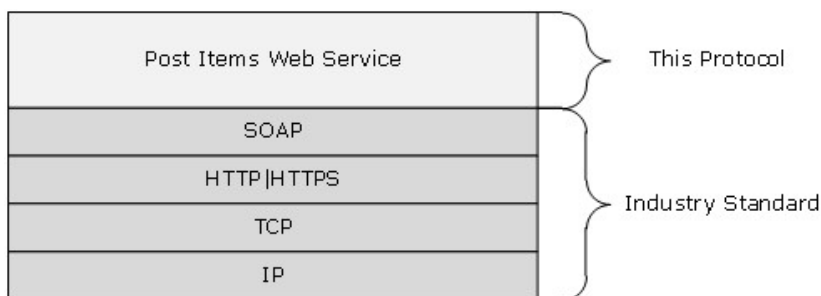 Post Items Web Service
This Protocol
SOAP
HTTP|HTTPS
Industry Standard
TCP
IP